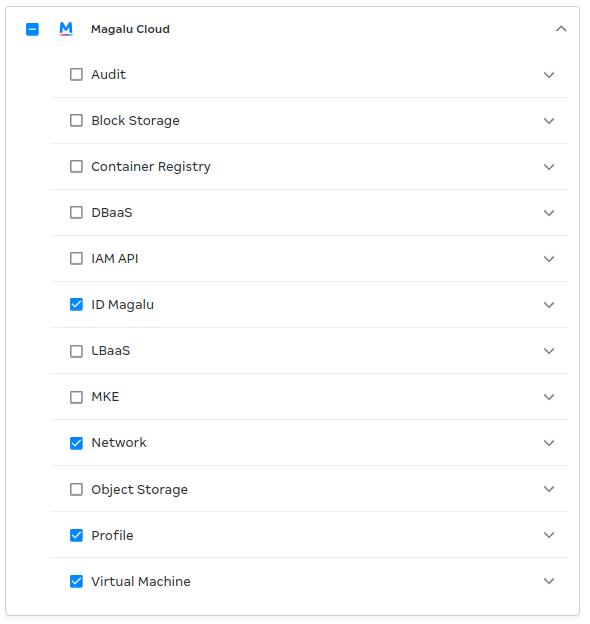 Magalu Cloud
Audit
Block Storage
Container Registry
DBaaS
IAM API
ID Magalu
LBaaS
MKE
Network
Object Storage
Profile
Virtual Machine